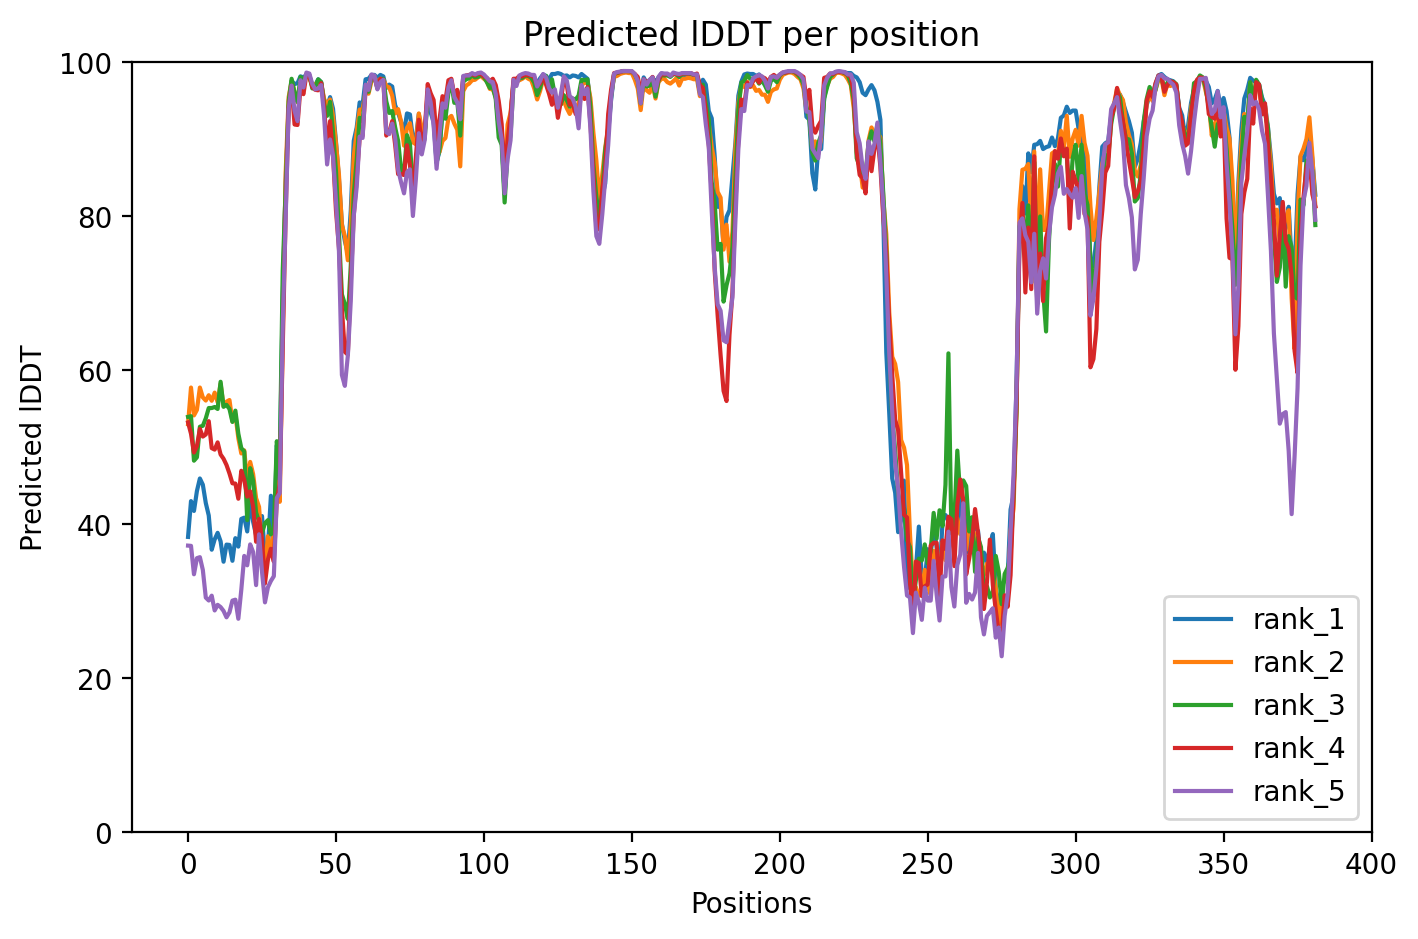 Predicted lDDT per position
100
80
60
40
20
0
Predicted lDDT
0 50 100 150 200 250 300 350 400
Positions
rank_1
rank_2
rank_3
rank_4
rank_5